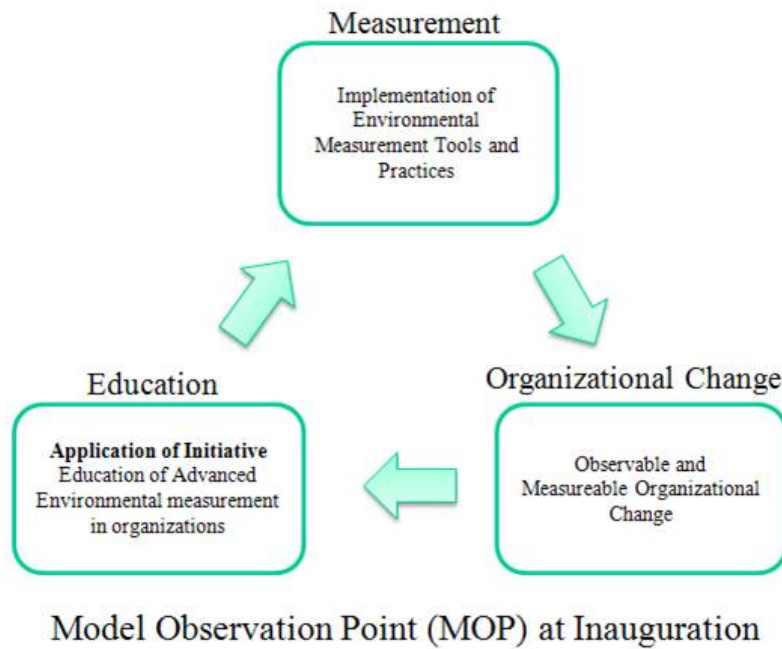 Measurement
Implementation of
Environmental
Measurement Tools and
Practices
Education
Application of Initiative
Education of Advanced
Environmental measurement
in organizations
Organizational Change
Observable and
Measureable Organizational
Change
Model Observation Point (MOP) at Inauguration